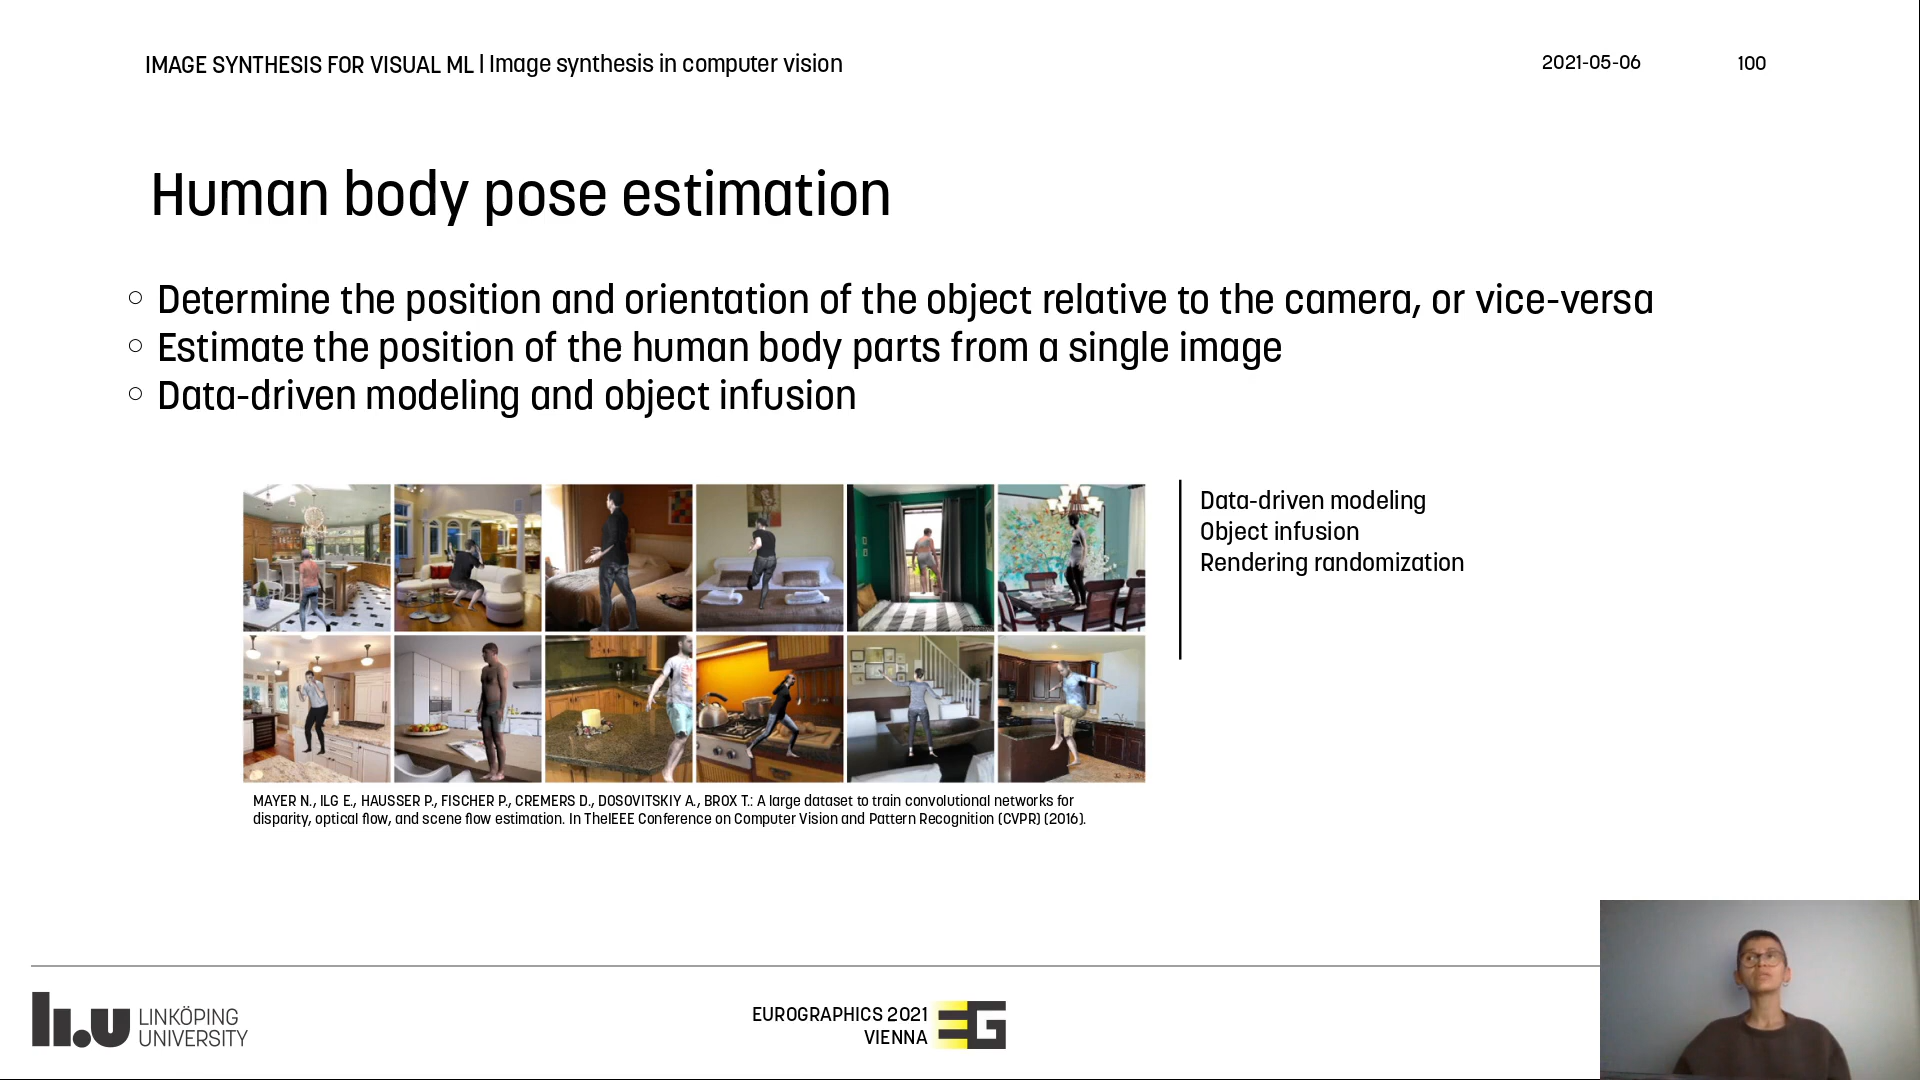 IMAGE SYNTHESIS FOR VISUAL ML | Image synthesis in computer vision
2021-05-06
100
Human body pose estimation
○ Determine the position and orientation of the object relative to the camera, or vice-versa
○ Estimate the position of the human body parts from a single image
○ Data-driven modeling and object infusion
Data-driven modeling
Object infusion
Rendering randomization
MAYER N., ILG E., HAUSSER P., FISCHER P., CREMERS D., DOSOVITSKIY A., BROX T.: A large dataset to train convolutional networks for
disparity, optical flow, and scene flow estimation. In TheIEEE Conference on Computer Vision and Pattern Recognition (CVPR) (2016).
li.u LINKÖPING
UNIVERSITY
EUROGRAPHICS 2021
VIENNA
EG